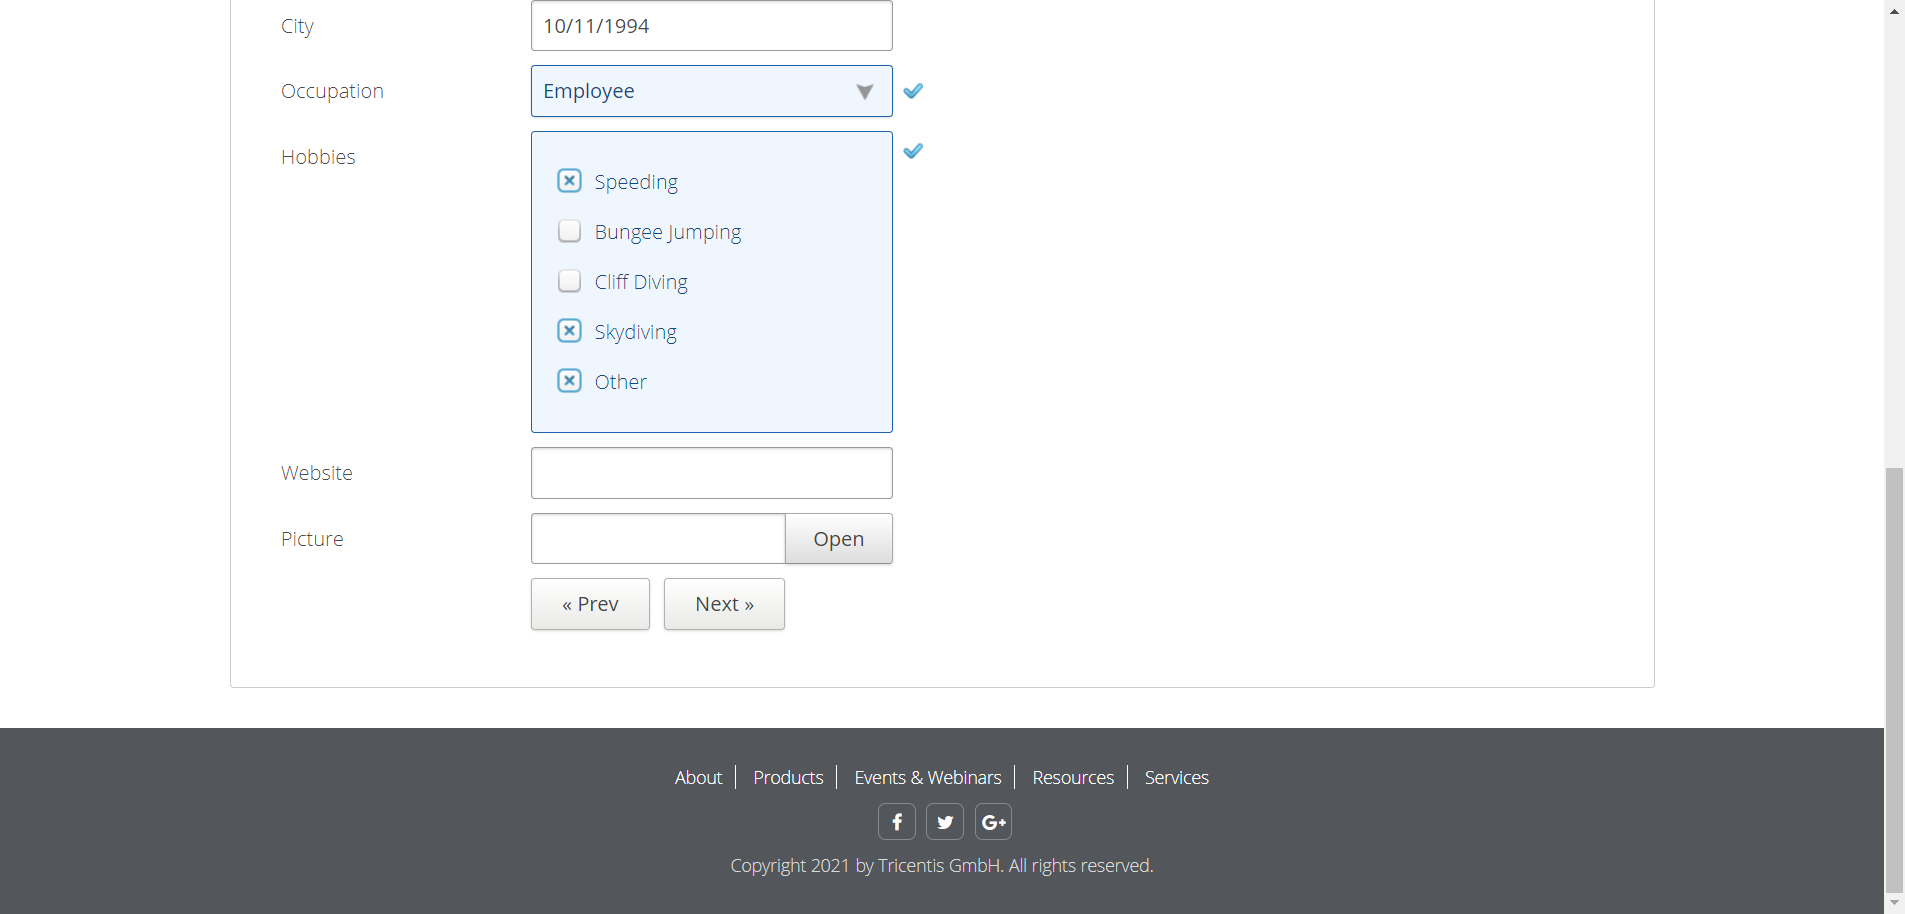 City
10/11/1994
Occupation
Employee
Hobbies
Speeding
Bungee Jumping
Cliff Diving
Skydiving
Other
Website
Picture
Open
« Prev
Next »
About
Products
Events & Webinars
Resources
Services
Copyright 2021 by Tricentis GmbH. All rights reserved.